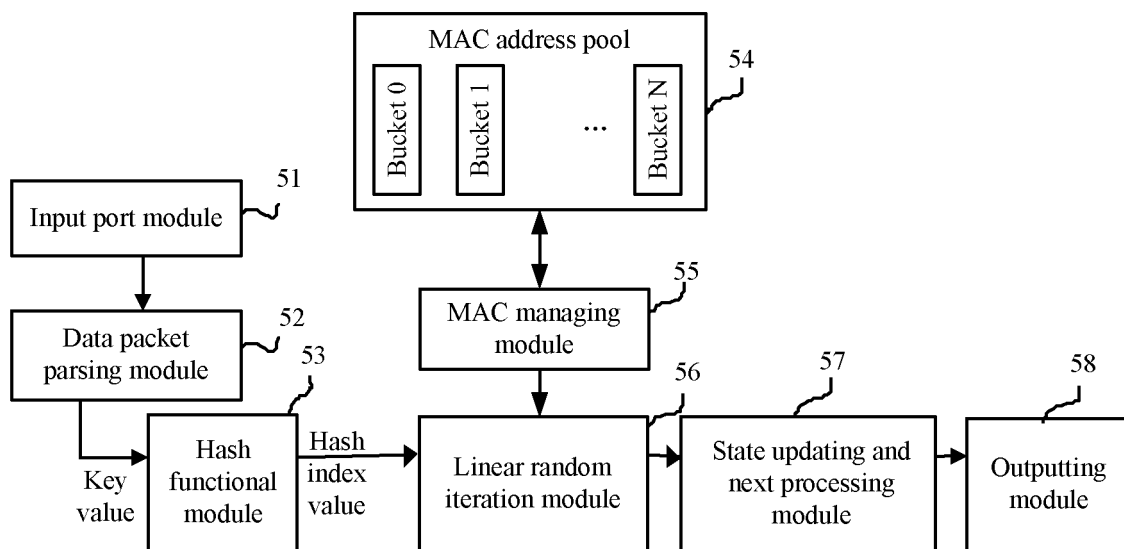 MAC address pool
54
Bucket 0
Bucket 1
...
Bucket N
51
Input port module
55
MAC managing
module
52
Data packet
parsing module
53
56
57
58
Key
value
Hash
functional
module
Hash
index
value
Linear random
iteration module
State updating and
next processing
module
Outputting
module